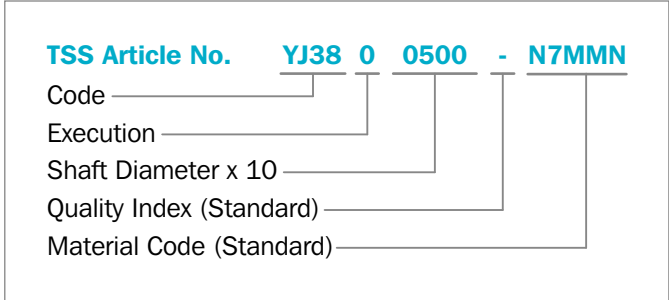 TSS Article No. YJ38 0 0500 - N7MMN
Code
Execution
Shaft Diameter x 10
Quality Index (Standard)
Material Code (Standard)